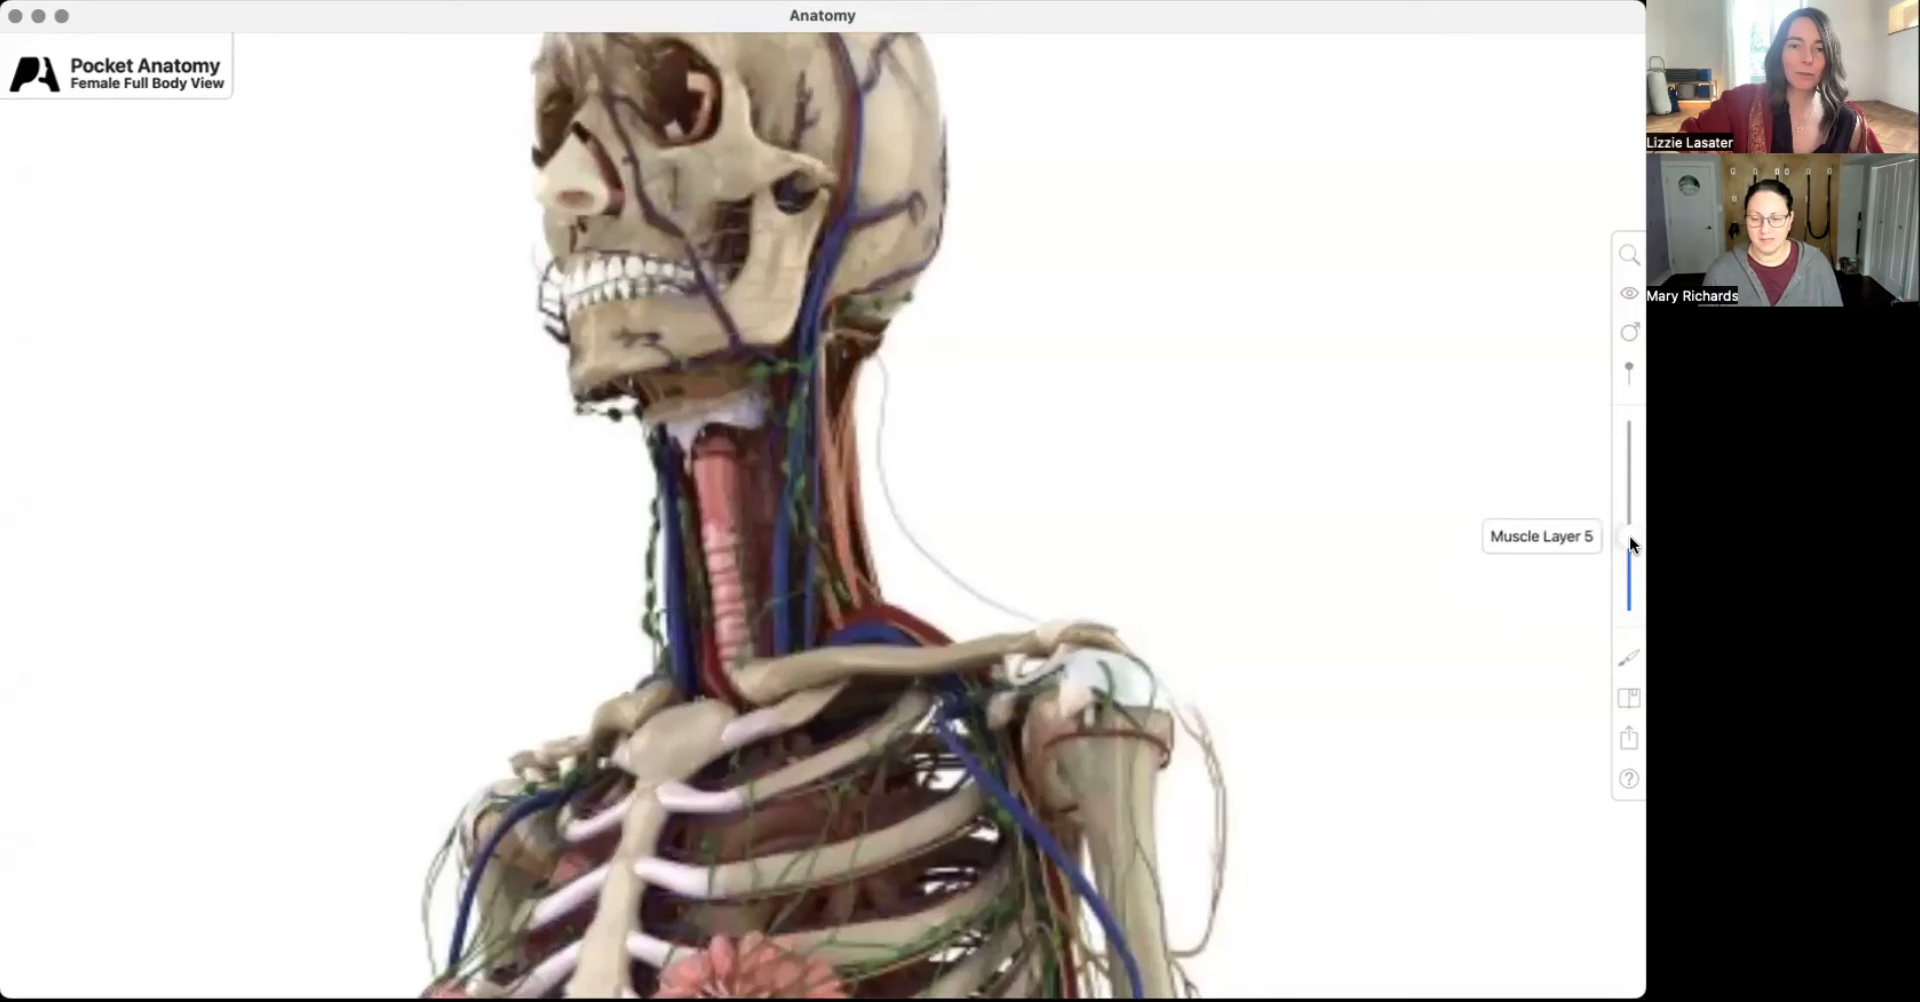 Anatomy
Pocket Anatomy
Female Full Body View
Lizzie Lasater
Mary Richards
Muscle Layer 5